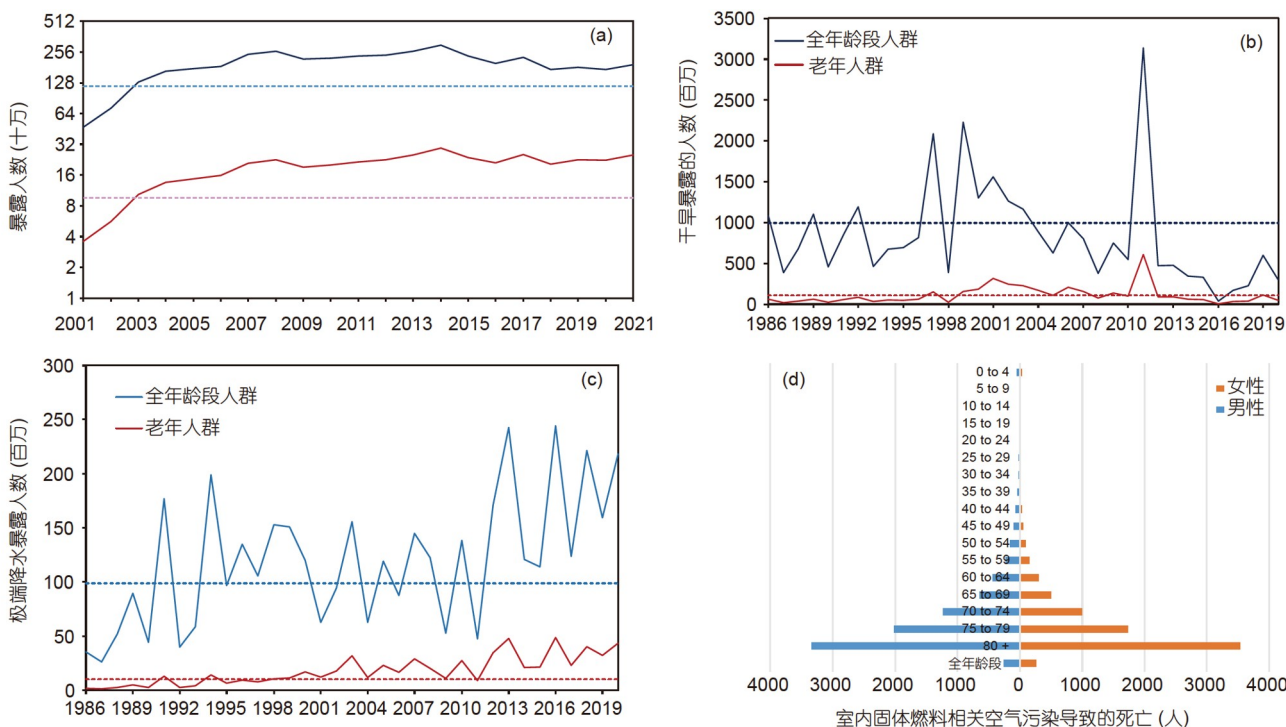 (a)
暴露人数 (十万)
512
256
128
64
32
16
8
4
2
1
2001 2003 2005 2007 2009 2011 2013 2015 2017 2019 2021
(b)
全年龄段人群
老年人群
干旱暴露的人数 (百万)
3500
3000
2500
2000
1500
1000
500
0
1986 1989 1992 1995 1998 2001 2004 2007 2010 2013 2016 2019
(c)
全年龄段人群
老年人群
极端降水暴露人数 (百万)
300
250
200
150
100
50
0
1986 1989 1992 1995 1998 2001 2004 2007 2010 2013 2016 2019
(d)
女性
男性
0 to 4
5 to 9
10 to 14
15 to 19
20 to 24
25 to 29
30 to 34
35 to 39
40 to 44
45 to 49
50 to 54
55 to 59
60 to 64
65 to 69
70 to 74
75 to 79
80 +
全年龄段
4000 3000 2000 1000 0 1000 2000 3000 4000
室内固体燃料相关空气污染导致的死亡 (人)